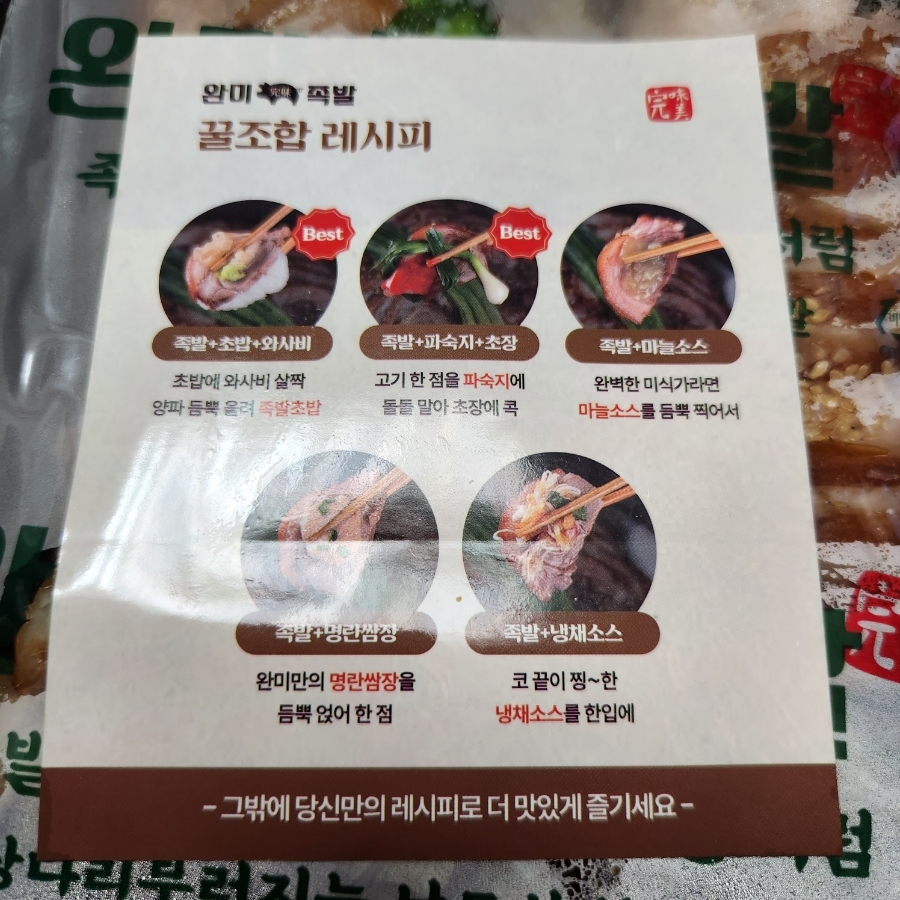 완미 족발
完味
完味美
꿀조합 레시피
Best
족발+초밥+와사비
초밥에 와사비 살짝
양파 듬뿍 올려 족발초밥
Best
족발+파숙지+초장
고기 한 점을 파숙지에
돌돌 말아 초장에 콕
족발+마늘소스
완벽한 미식가라면
마늘소스를 듬뿍 찍어서
족발+명란쌈장
완미만의 명란쌈장을
듬뿍 얹어 한 점
족발+냉채소스
코 끝이 찡~한
냉채소스를 한입에
– 그밖에 당신만의 레시피로 더 맛있게 즐기세요 –